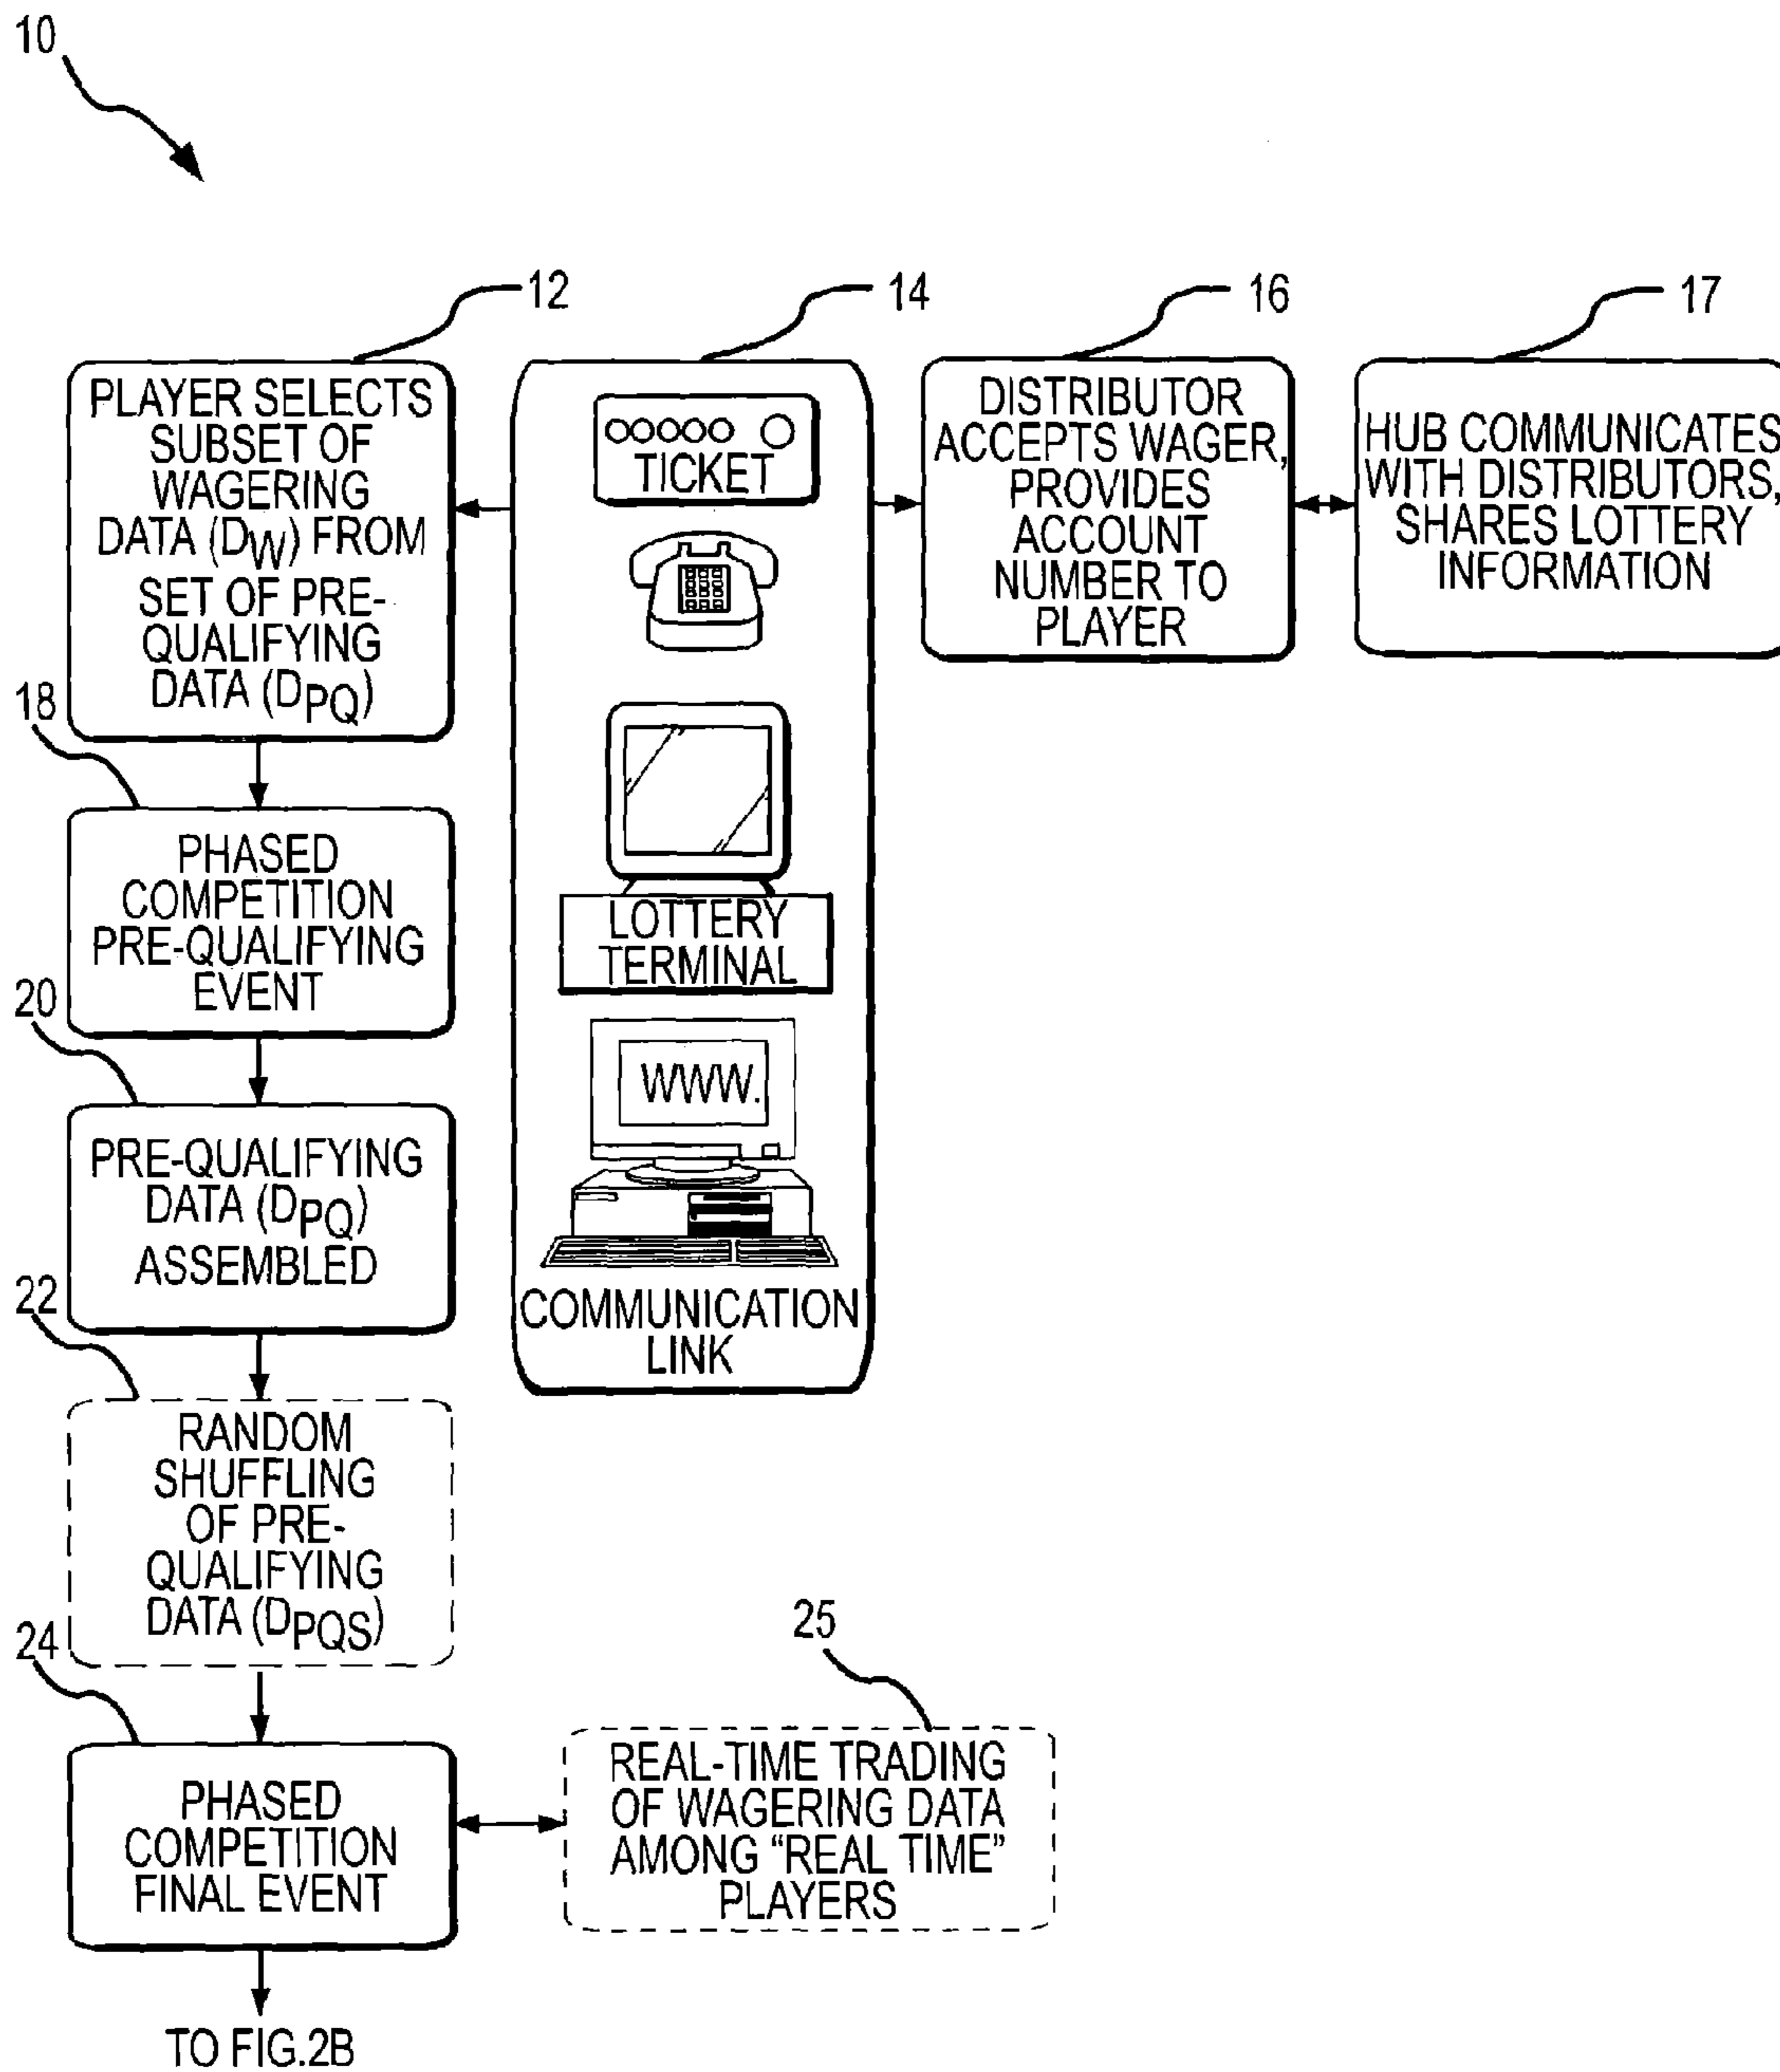 10
12
14
16
17
PLAYER SELECTS
SUBSET OF
WAGERING
DATA (DW) FROM
SET OF PRE-
QUALIFYING
DATA (DPQ)
TICKET
LOTTERY
TERMINAL
WWW.
COMMUNICATION
LINK
DISTRIBUTOR
ACCEPTS WAGER,
PROVIDES
ACCOUNT
NUMBER TO
PLAYER
HUB COMMUNICATES
WITH DISTRIBUTORS,
SHARES LOTTERY
INFORMATION
18
PHASED
COMPETITION
PRE-QUALIFYING
EVENT
20
PRE-QUALIFYING
DATA (DPQ)
ASSEMBLED
22
RANDOM
SHUFFLING
OF PRE-
QUALIFYING
DATA (DPQS)
24
PHASED
COMPETITION
FINAL EVENT
25
REAL-TIME TRADING
OF WAGERING DATA
AMONG “REAL TIME”
PLAYERS
TO FIG.2B